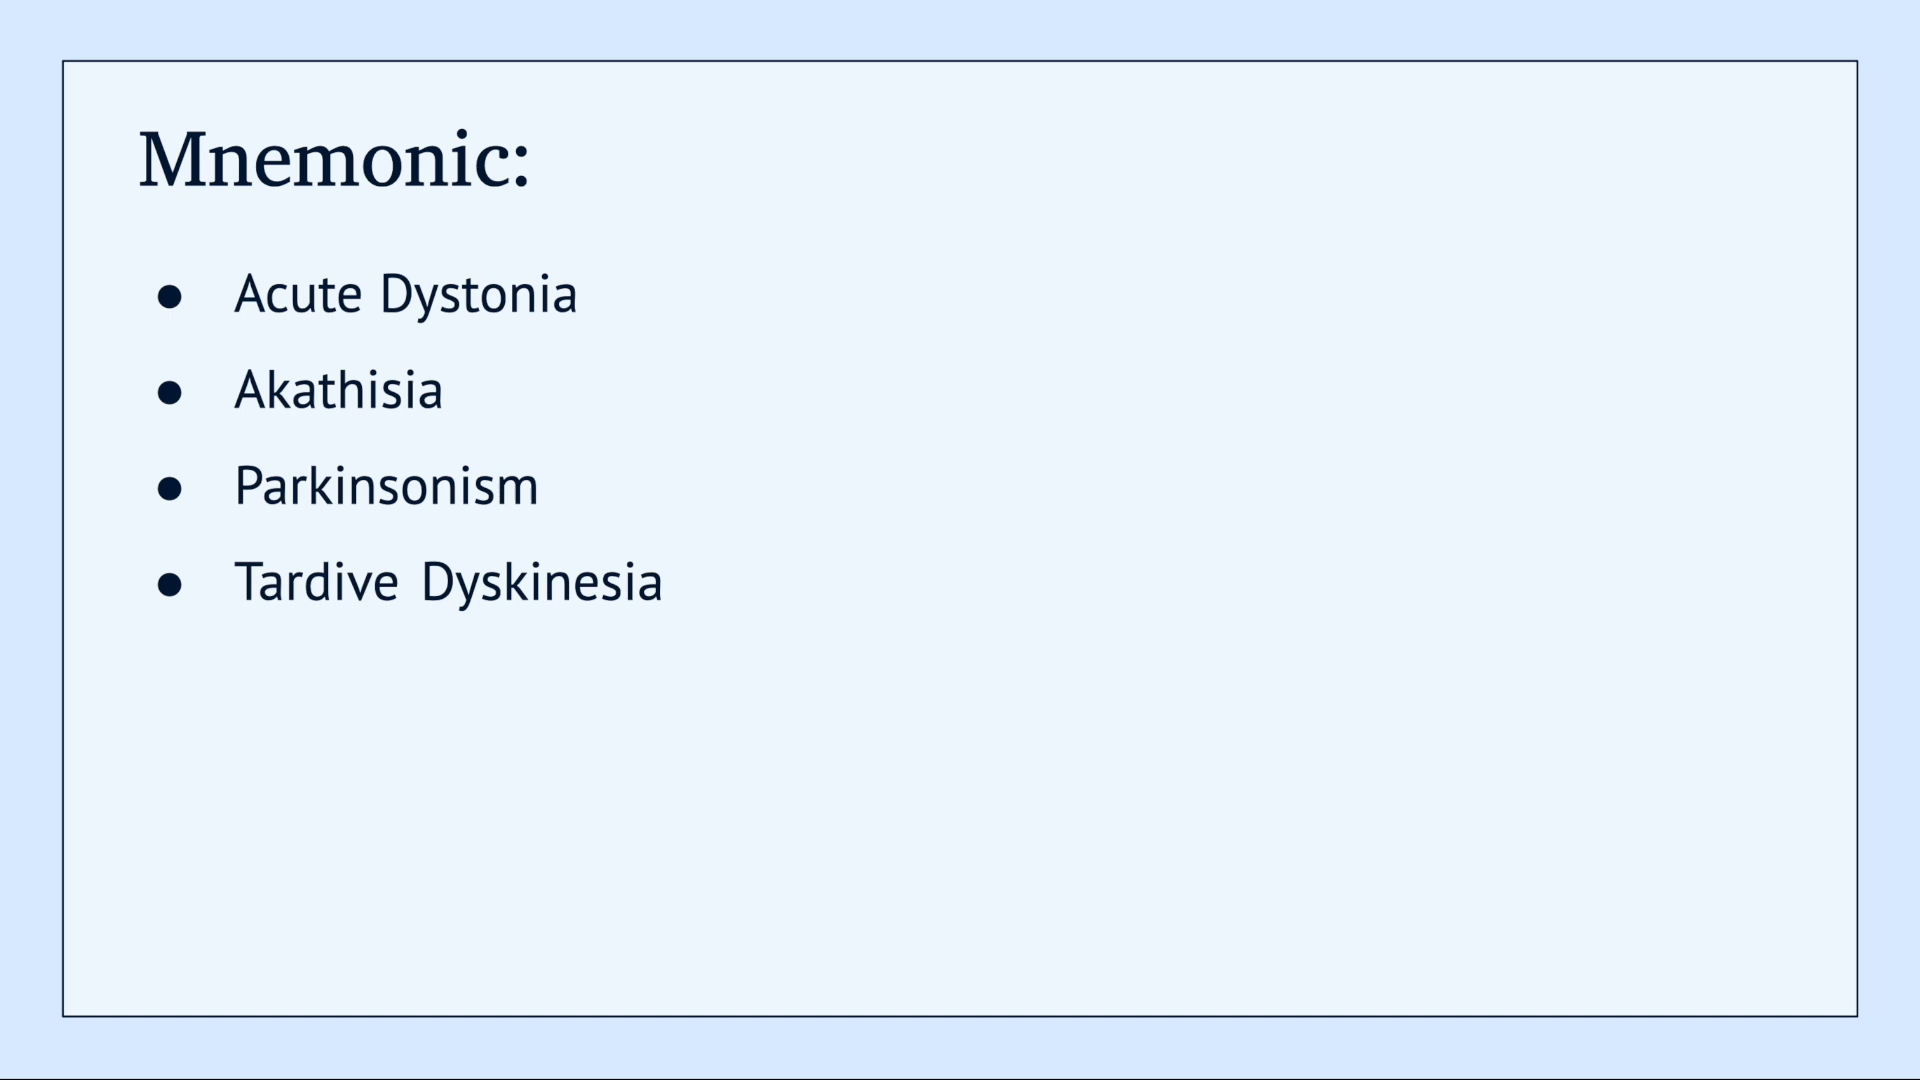 Mnemonic:
● Acute Dystonia
● Akathisia
● Parkinsonism
● Tardive Dyskinesia